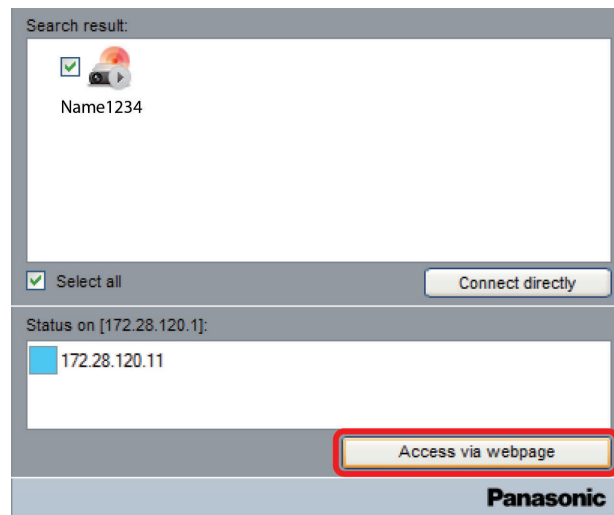 Search result:
Name1234
Select all
Connect directly
Status on [172.28.120.1]:
172.28.120.11
Access via webpage
Panasonic